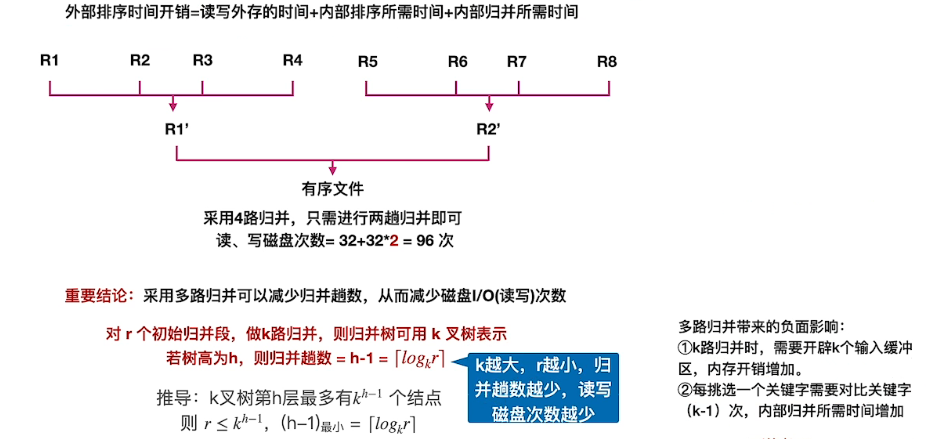 外部排序时间开销=读写外存的时间+内部排序所需时间+内部归并所需时间
R1 R2 R3 R4 R5 R6 R7 R8
R1’ R2’
有序文件
采用4路归并，只需进行两趟归并即可
读、写磁盘次数= 32+32*2 = 96 次
重要结论：采用多路归并可以减少归并趟数，从而减少磁盘I/O(读写)次数
对 r 个初始归并段，做k路归并，则归并树可用 k 叉树表示
若树高为h，则归并趟数 = h-1 = ⌈logₖr⌉
k越大，r越小，归
并趟数越少，读写
磁盘次数越少
推导：k叉树第h层最多有kʰ⁻¹ 个结点
则 r ≤ kʰ⁻¹，(h-1)最小 = ⌈logₖr⌉
多路归并带来的负面影响：
①k路归并时，需要开辟k个输入缓冲
区，内存开销增加。
②每挑选一个关键字需要对比关键字
（k-1）次，内部归并所需时间增加